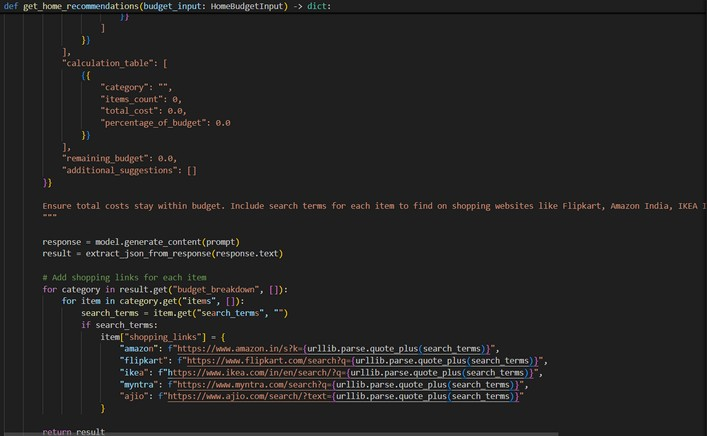 def get_home_recommendations(budget_input: HomeBudgetInput) -> dict:
}}
]
}}
],
"calculation_table": [
{{
"category": "",
"items_count": 0,
"total_cost": 0.0,
"percentage_of_budget": 0.0
}}
],
"remaining_budget": 0.0,
"additional_suggestions": []
}}
Ensure total costs stay within budget. Include search terms for each item to find on shopping websites like Flipkart, Amazon India, IKEA I
"""
response = model.generate_content(prompt)
result = extract_json_from_response(response.text)
# Add shopping links for each item
for category in result.get("budget_breakdown", []):
for item in category.get("items", []):
search_terms = item.get("search_terms", "")
if search_terms:
item["shopping_links"] = {
"amazon": f"https://www.amazon.in/s?k={urllib.parse.quote_plus(search_terms)}",
"flipkart": f"https://www.flipkart.com/search?q={urllib.parse.quote_plus(search_terms)}",
"ikea": f"https://www.ikea.com/in/en/search/?q={urllib.parse.quote_plus(search_terms)}",
"myntra": f"https://www.myntra.com/search?q={urllib.parse.quote_plus(search_terms)}",
"ajio": f"https://www.ajio.com/search/?text={urllib.parse.quote_plus(search_terms)}"
}
return result